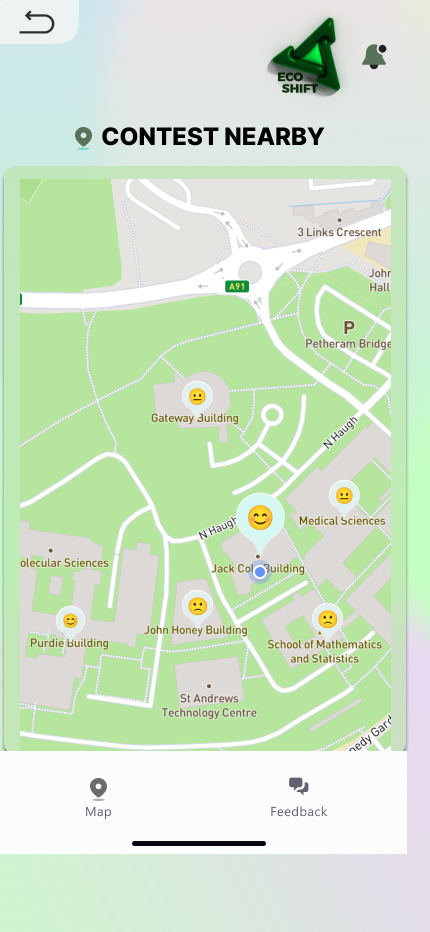 ECO
SHIFT
CONTEST NEARBY
3 Links Crescent
John
Hall
A91
P
Petheram Bridge
Gateway Building
N Haugh
Medical Sciences
N Haugh
olecular Sciences
Jack Co Building
John Honey Building
Purdie Building
School of Mathematics
and Statistics
St Andrews
Technology Centre
nedy Gard
Map
Feedback